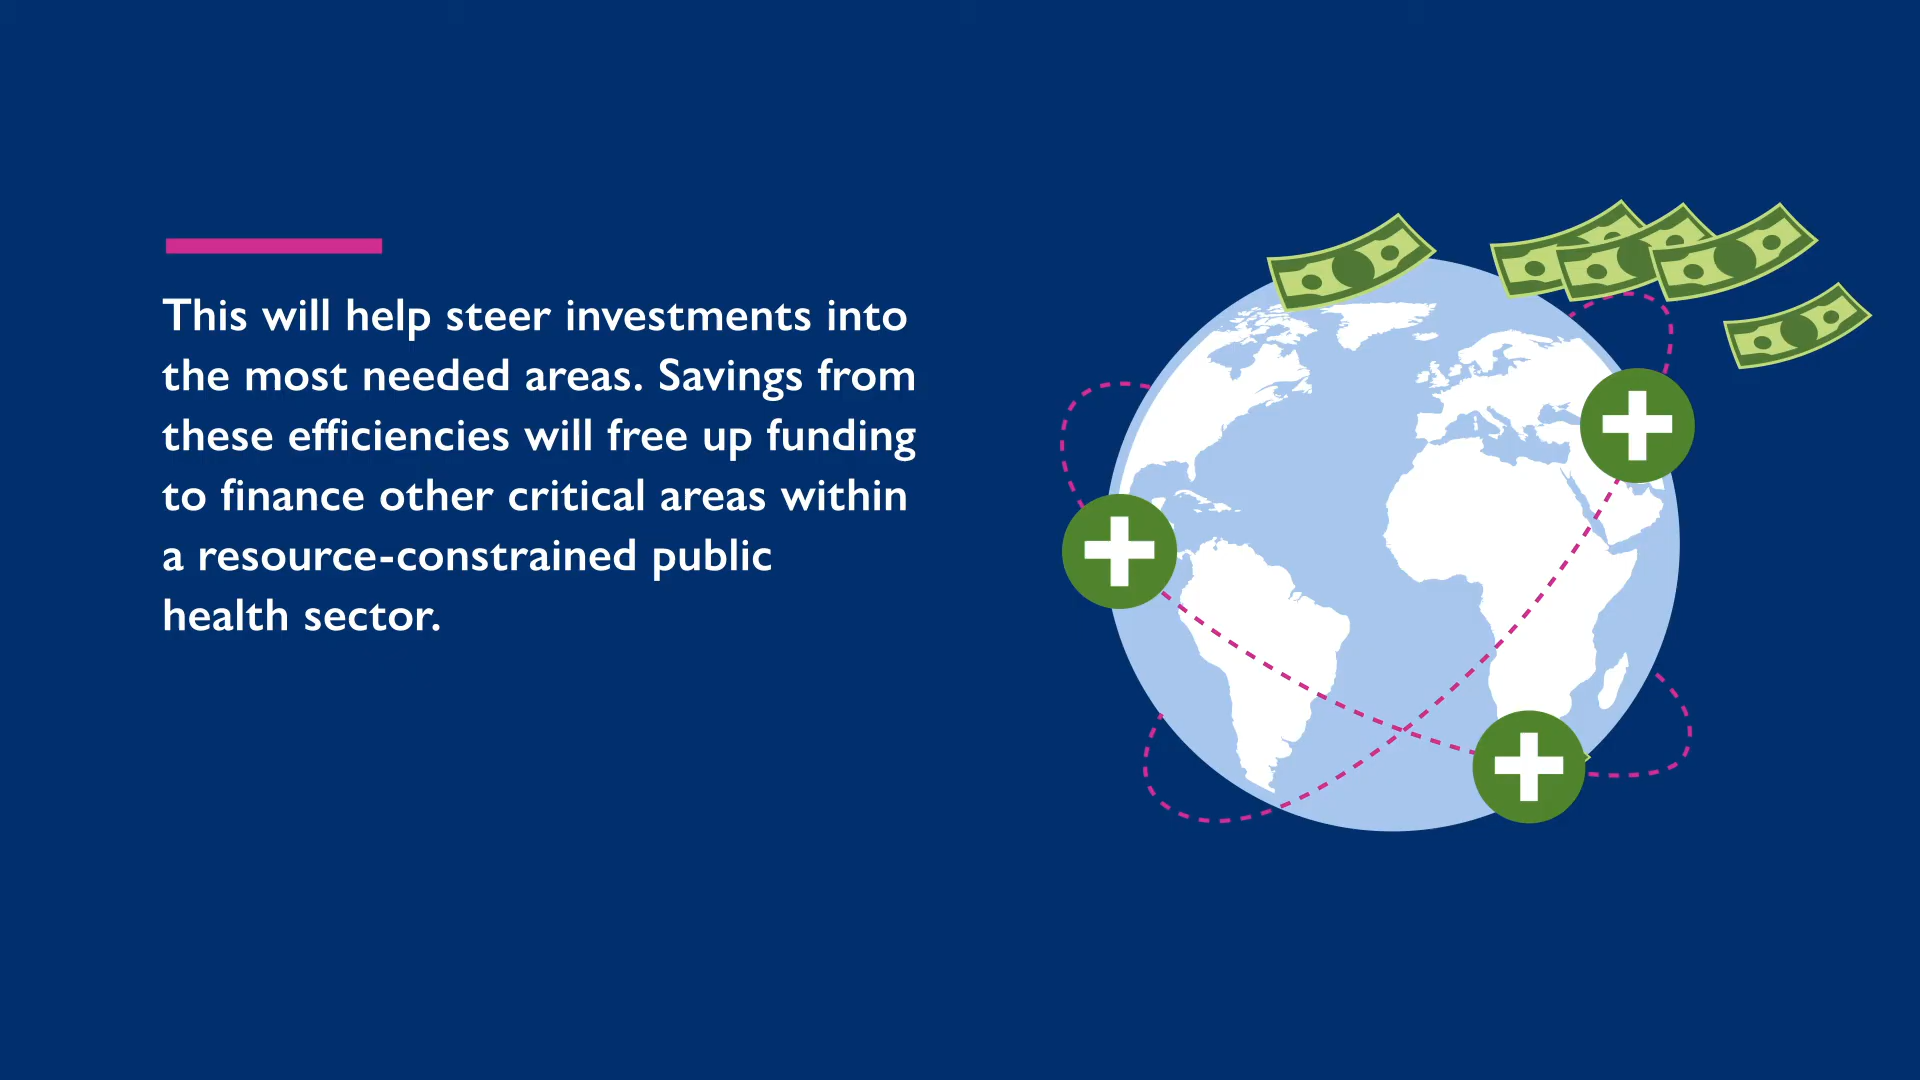 This will help steer investments into
the most needed areas. Savings from
these efficiencies will free up funding
to finance other critical areas within
a resource-constrained public
health sector.